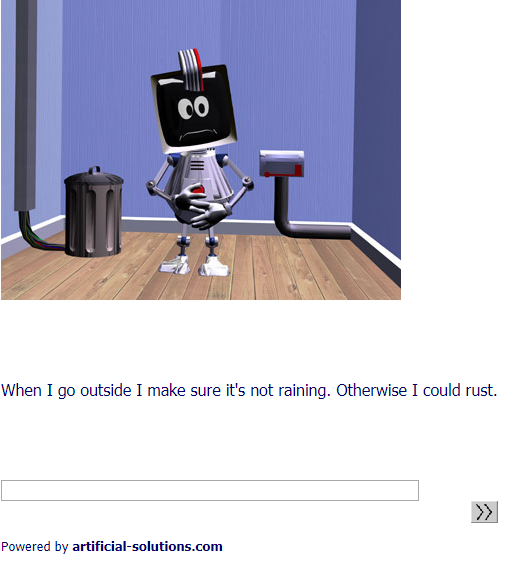 When I go outside I make sure it's not raining. Otherwise I could rust.
Powered by artificial-solutions.com